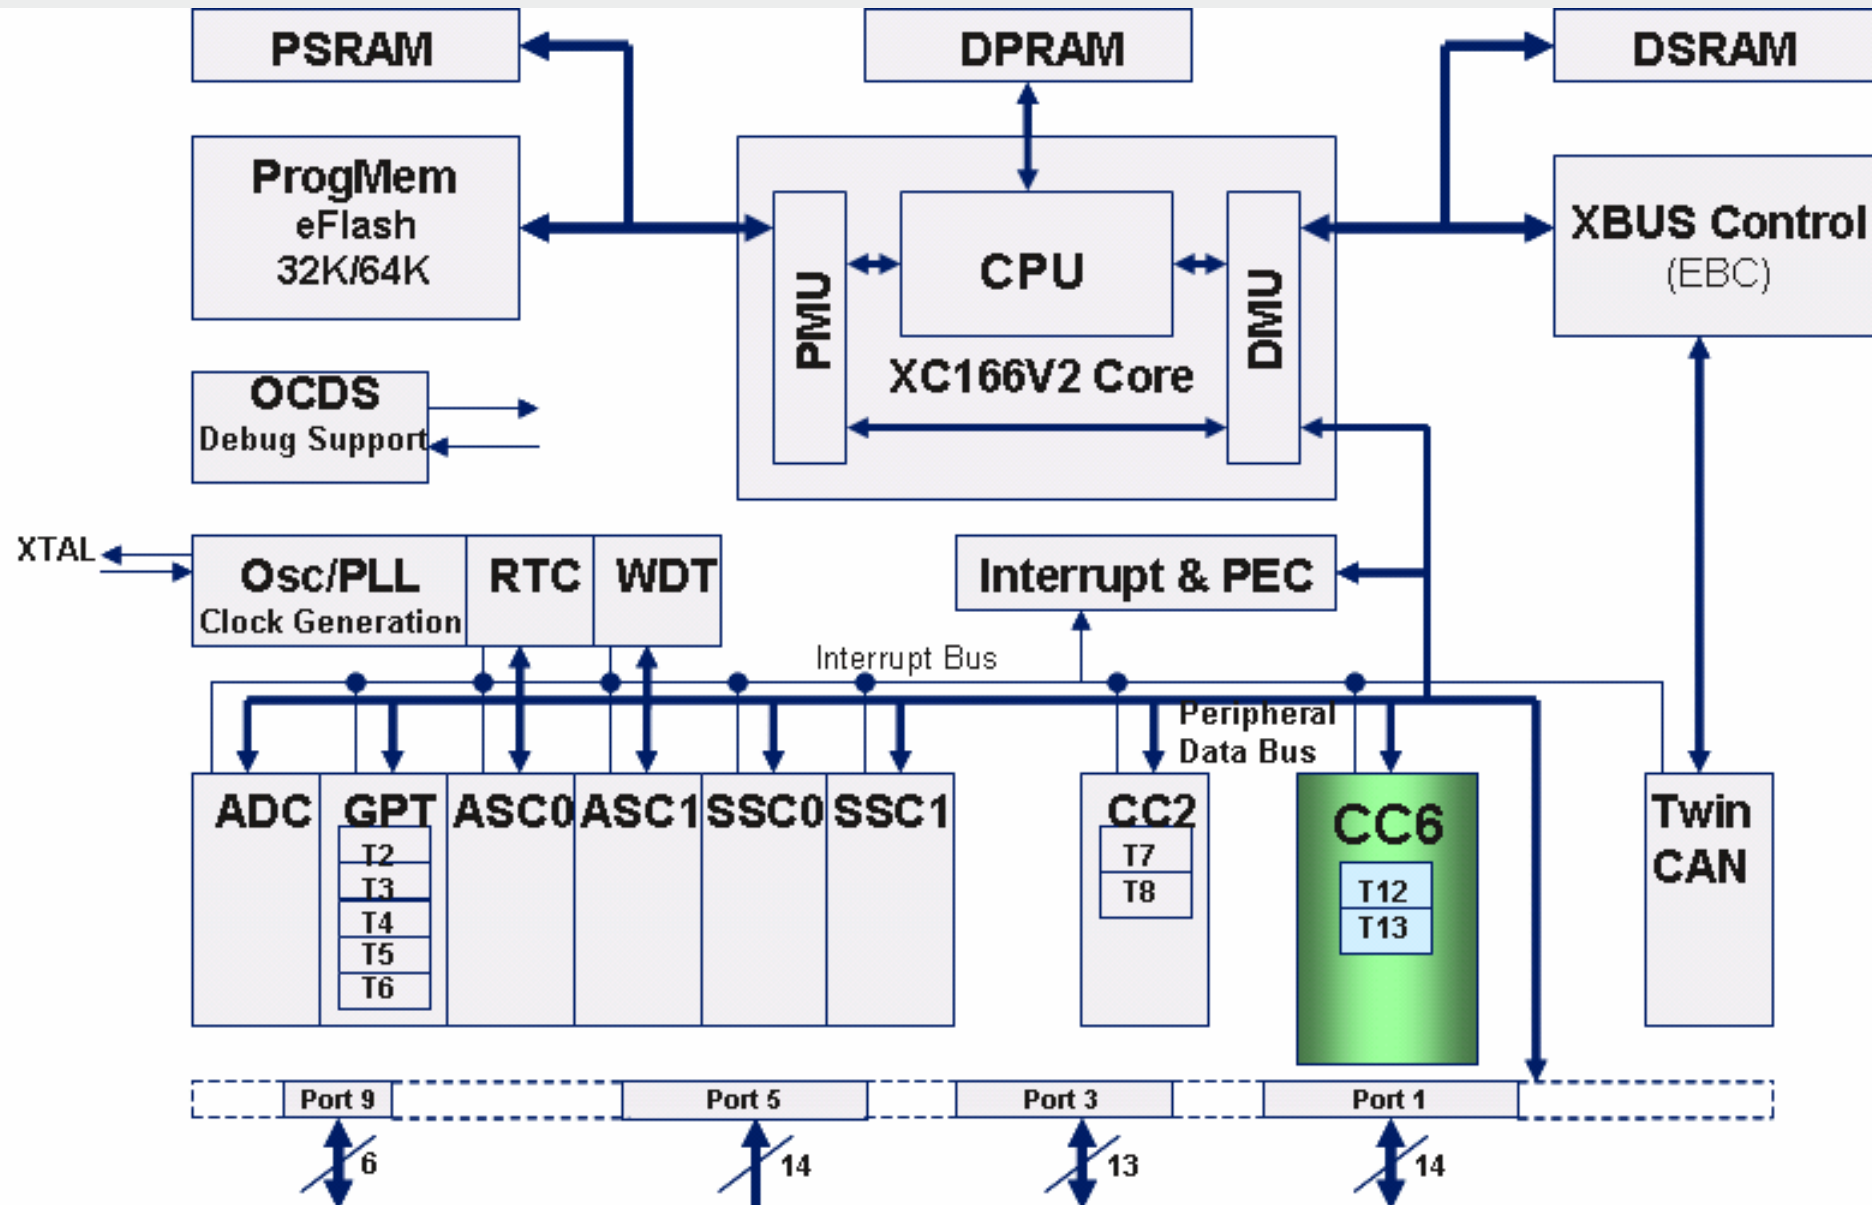 PSRAM
DPRAM
DSRAM
ProgMem
eFlash
32K/64K
PMU
CPU
DMU
XC166V2 Core
XBUS Control
(EBC)
OCDS
Debug Support
XTAL
Osc/PLL
Clock Generation
RTC
WDT
Interrupt & PEC
Interrupt Bus
Peripheral
Data Bus
ADC
GPT
T2
T3
T4
T5
T6
ASC0
ASC1
SSC0
SSC1
CC2
T7
T8
CC6
T12
T13
Twin
CAN
Port 9
Port 5
Port 3
Port 1
6
14
13
14